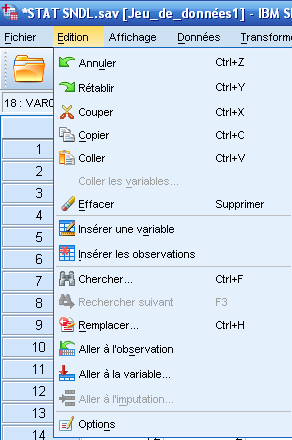 *STAT SNDL.sav [Jeu_de_données1] - IBM S
Fichier Edition Affichage Données Transforme
18 : VAR0
Annuler Ctrl+Z
Rétablir Ctrl+Y
Couper Ctrl+X
Copier Ctrl+C
Coller Ctrl+V
Coller les variables...
Effacer Supprimer
Insérer une variable
Insérer les observations
Chercher... Ctrl+F
Rechercher suivant F3
Remplacer... Ctrl+H
Aller à l'observation
Aller à la variable...
Aller à l'imputation...
Options
1
2
3
4
5
6
7
8
9
10
11
12
13
14